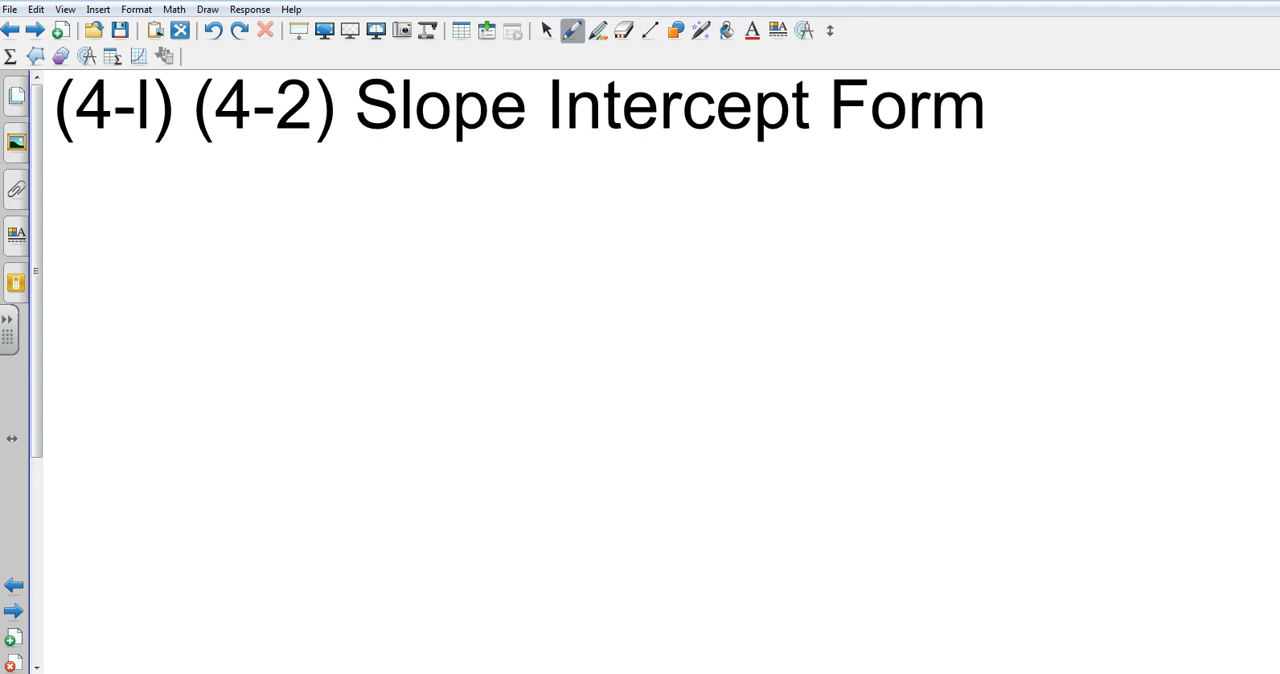 File Edit View Insert Format Math Draw Response Help
(4-l) (4-2) Slope Intercept Form